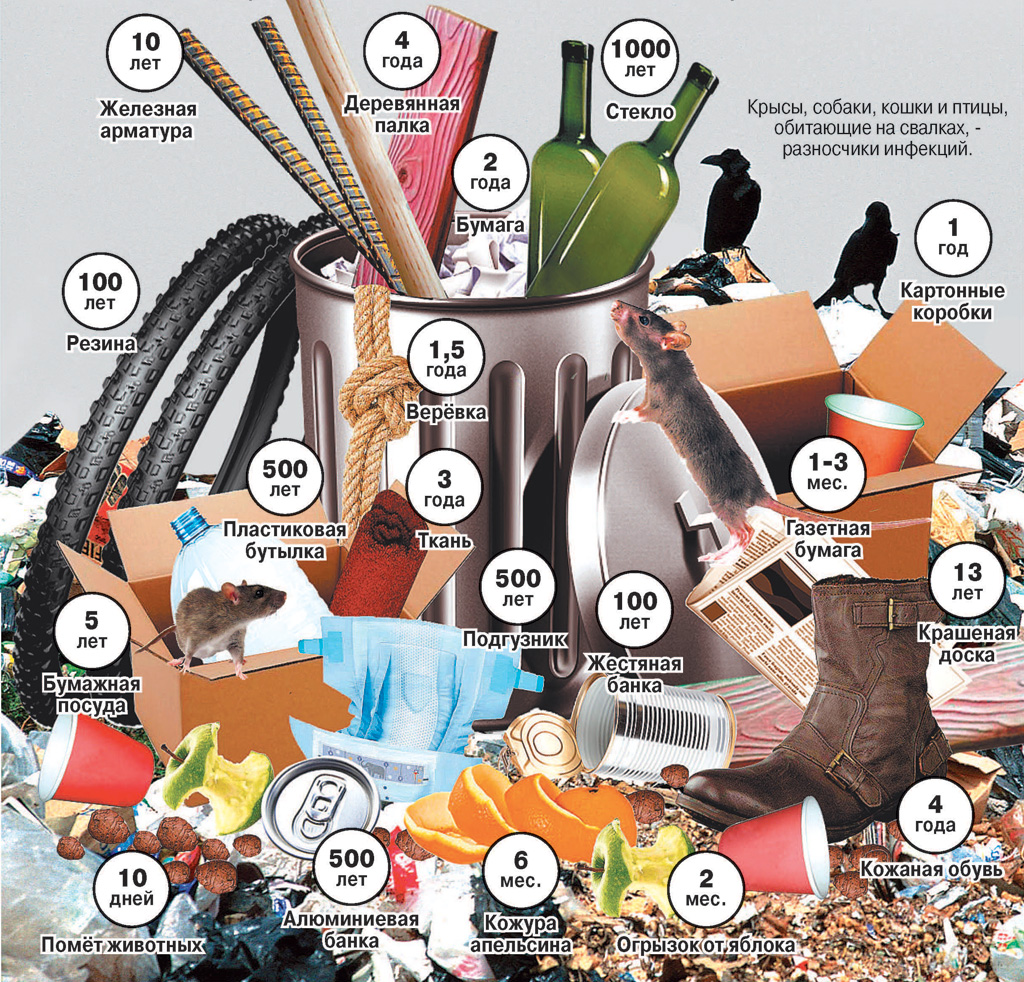 10
лет
Железная
арматура
4
года
Деревянная
палка
1000
лет
Стекло
Крысы, собаки, кошки и птицы,
обитающие на свалках, -
разносчики инфекций.
2
года
Бумага
1
год
Картонные
коробки
100
лет
Резина
1,5
года
Верёвка
500
лет
Пластиковая
бутылка
3
года
Ткань
1-3
мес.
Газетная
бумага
500
лет
Подгузник
100
лет
Жестяная
банка
13
лет
Крашеная
доска
5
лет
Бумажная
посуда
4
года
Кожаная обувь
10
дней
Помёт животных
500
лет
Алюминиевая
банка
6
мес.
Кожура
апельсина
2
мес.
Огрызок от яблока